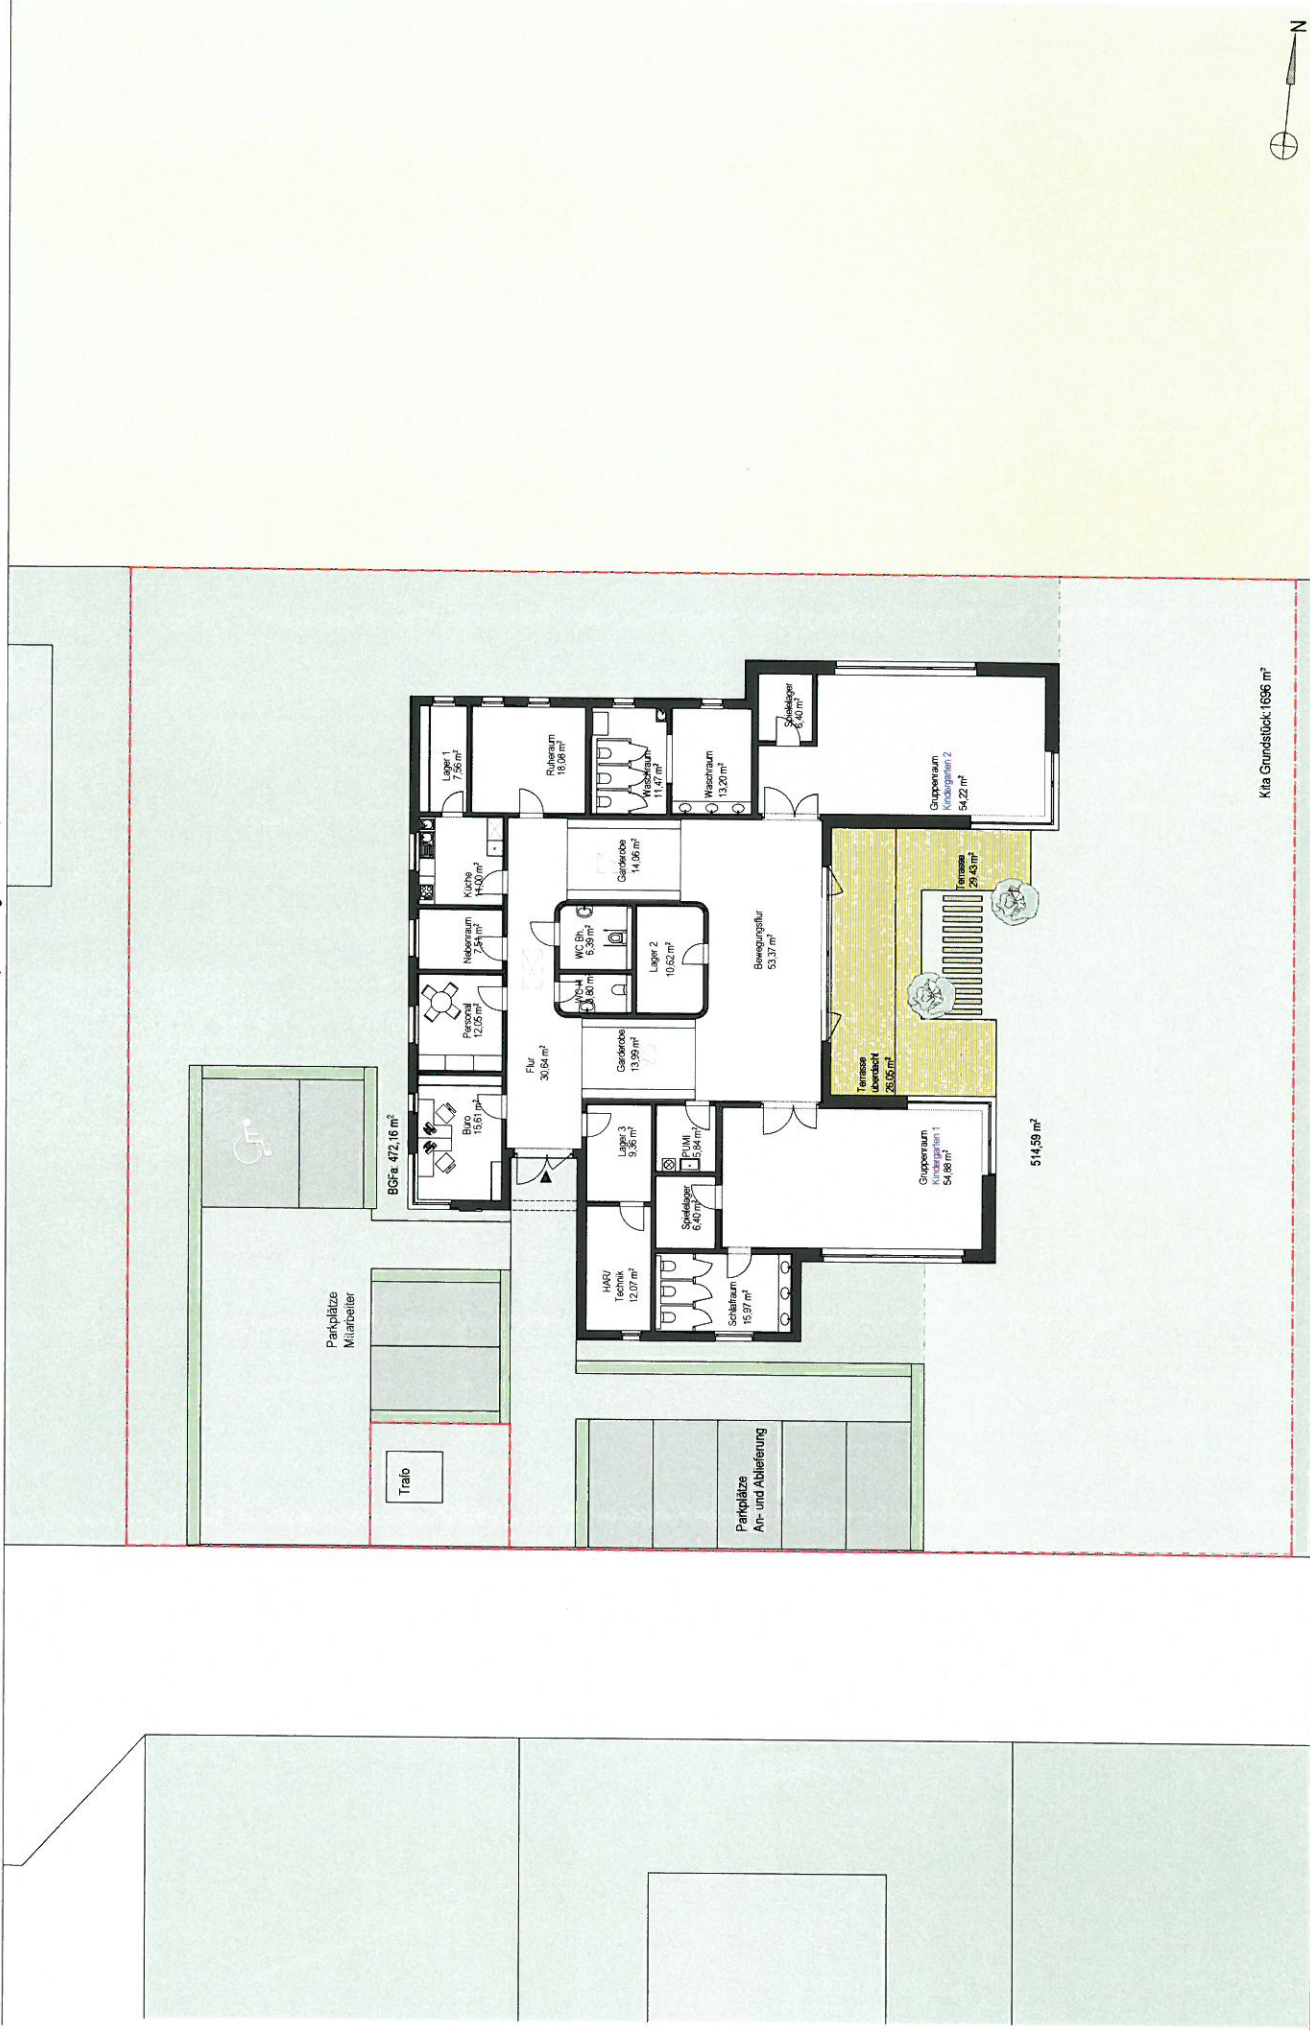 N
Kita Grundstück:1696 m²
Lager 1
7,56 m²
Ruheraum
18,08 m²
Waschraum
11,47 m²
Waschraum
13,20 m²
Spielelager
6,40 m²
Gruppenraum
Kindergarten 2
54,22 m²
Küche
11,00 m²
Garderobe
14,06 m²
Nebenraum
7,51 m²
WC Bh.
6,39 m²
Lager 2
10,62 m²
Bewegungsflur
53,37 m²
Terrasse
29,43 m²
Personal
12,05 m²
Flur
30,64 m²
Garderobe
13,99 m²
Terrasse
überdacht
26,05 m²
BGFa: 472,16 m²
Büro
15,61 m²
Lager 3
9,36 m²
PUMI
5,84 m²
Spielelager
6,40 m²
Gruppenraum
Kindergarten 1
54,88 m²
514,59 m²
HAR/
Technik
12,07 m²
Schlafraum
15,97 m²
Parkplätze
Mitarbeiter
Trafo
Parkplätze
An- und Ablieferung